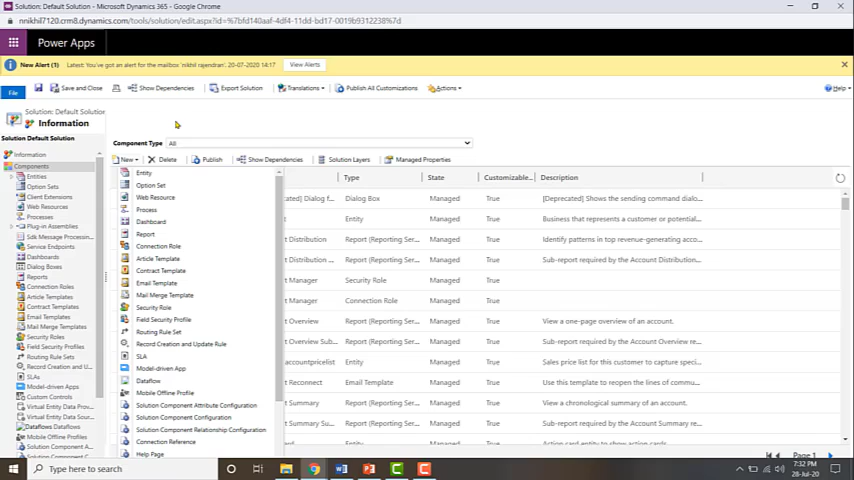 Solution: Default Solution - Microsoft Dynamics 365 - Google Chrome
nnikhil7120.crm8.dynamics.com/tools/solution/edit.aspx?id=%7bfd140aaf-4df4-11dd-bd17-0019b9312238%7d
Power Apps
New Alert (1) Latest: You've got an alert for the mailbox 'nikhil rajendran'. 20-07-2020 14:17 View Alerts
File Save and Close Show Dependencies Export Solution Translations Publish All Customizations Actions Help
Solution: Default Solution
Information
Solution Default Solution
Component Type All
New Delete Publish Show Dependencies Solution Layers Managed Properties
Information
Components
Entities
Option Sets
Client Extensions
Web Resources
Processes
Plug-in Assemblies
Sdk Message Processin...
Service Endpoints
Dashboards
Dialog Boxes
Reports
Connection Roles
Article Templates
Contract Templates
Email Templates
Mail Merge Templates
Security Roles
Field Security Profiles
Routing Rule Sets
Record Creation and U...
SLAs
Model-driven Apps
Custom Controls
Virtual Entity Data Prov...
Virtual Entity Data Sour...
Dataflows Dataflows
Mobile Offline Profiles
Solution Component A...
Solution Component C...
Entity
Option Set
Web Resource
Process
Dashboard
Report
Connection Role
Article Template
Contract Template
Email Template
Mail Merge Template
Security Role
Field Security Profile
Routing Rule Set
Record Creation and Update Rule
SLA
Model-driven App
Dataflow
Mobile Offline Profile
Solution Component Attribute Configuration
Solution Component Configuration
Solution Component Relationship Configuration
Connection Reference
Help Page
Type State Customizable... Description
Dialog f... Dialog Box Managed True [Deprecated] Shows the sending command dialo...
Entity Managed True Business that represents a customer or potential...
t Distribution Report (Reporting Ser... Managed True Identify patterns in top revenue-generating acco...
t Distribution ... Report (Reporting Ser... Managed True Sub-report required by the Account Distribution...
t Manager Security Role Managed True
t Manager Connection Role Managed True
t Overview Report (Reporting Ser... Managed True View a one-page overview of an account.
t Overview Sub... Report (Reporting Ser... Managed True Sub-report required by the Account Overview re...
accountpricelist Entity Managed True Sales price list for this customer to capture speci...
t Reconnect Email Template Managed True Use this template to reopen the lines of commu...
t Summary Report (Reporting Ser... Managed True View a chronological summary of an account.
t Summary Sub... Report (Reporting Ser... Managed True Sub-report required by the Account Summary re...
Entity Managed True Action card entity to show action cards.
Page 1
Type here to search
7:32 PM
28-Jul-20